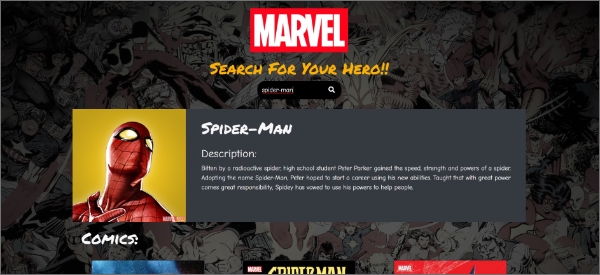 MARVEL
Search For Your Hero!!
spider-man
Spider-Man
Description:
Bitten by a radioactive spider, high school student Peter Parker gained the speed, strength and powers of a spider.
Adopting the name Spider-Man, Peter hoped to start a career using his new abilities. Taught that with great power
comes great responsibility, Spidey has vowed to use his powers to help people.
Comics:
MARVEL
SPIDER-MAN
MARVEL